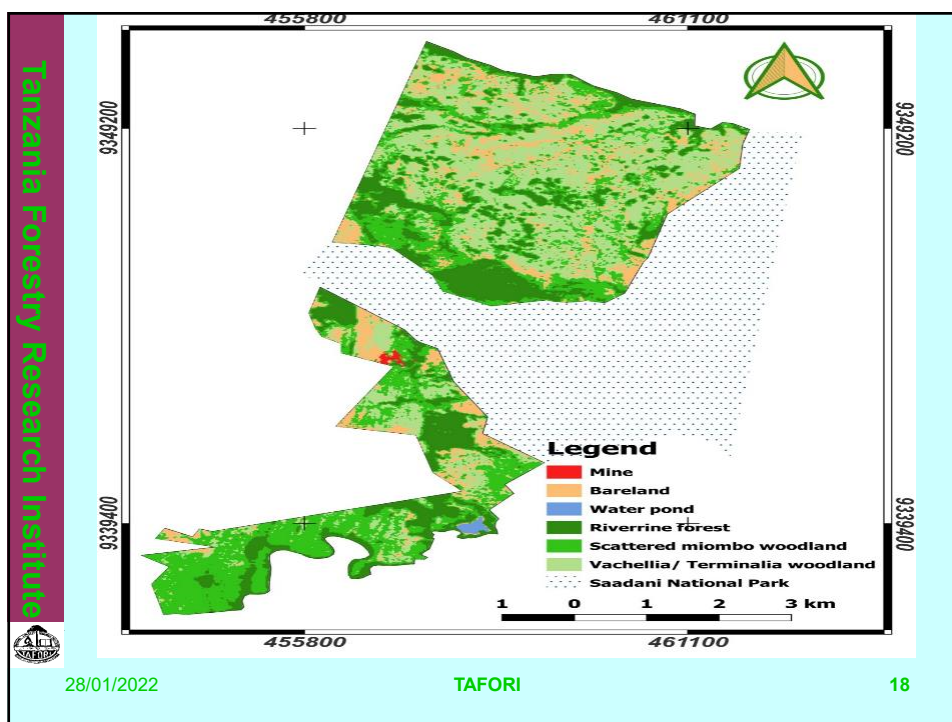 Tanzania Forestry Research Institute
TAFORI
455800
461100
9349200
9349200
9339400
9339400
Legend
Mine
Bareland
Water pond
Riverrine forest
Scattered miombo woodland
Vachellia/ Terminalia woodland
Saadani National Park
1 0 1 2 3 km
455800
461100
28/01/2022
TAFORI
18